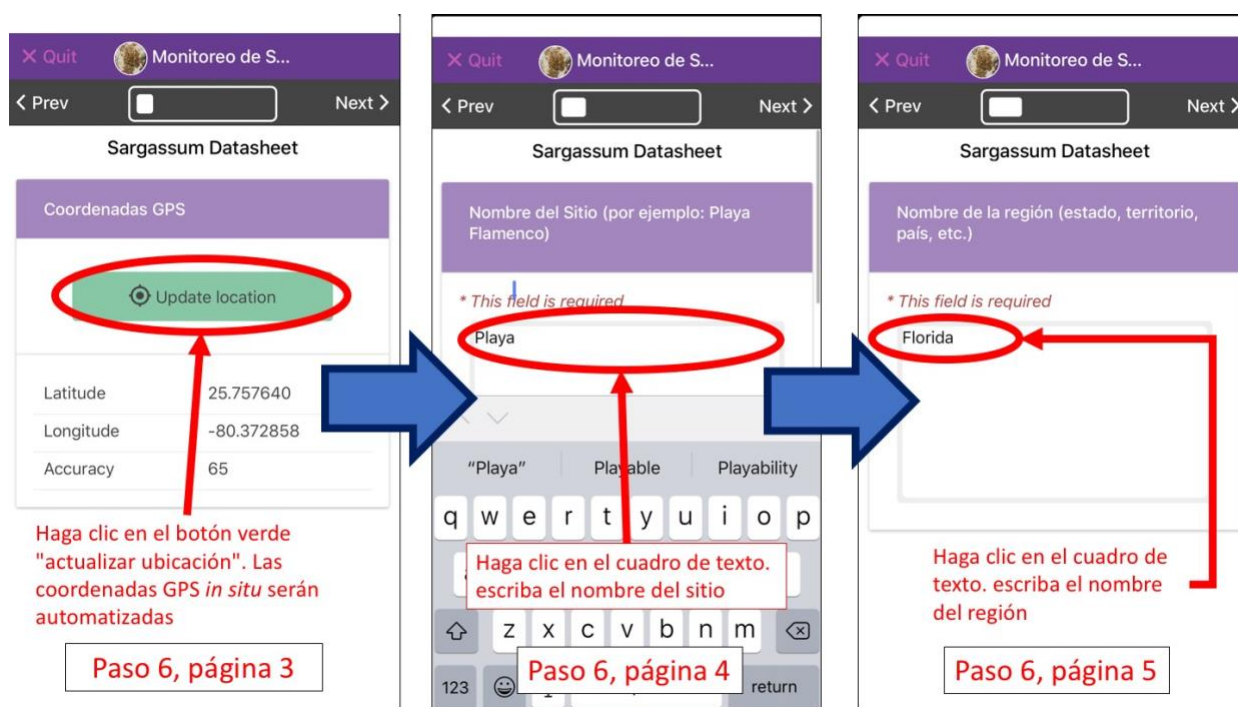 X Quit
Monitoreo de S...
< Prev
Next >
Sargassum Datasheet
Coordenadas GPS
Update location
Latitude 25.757640
Longitude -80.372858
Accuracy 65
Haga clic en el botón verde
"actualizar ubicación". Las
coordenadas GPS in situ serán
automatizadas
Paso 6, página 3
X Quit
Monitoreo de S...
< Prev
Next >
Sargassum Datasheet
Nombre del Sitio (por ejemplo: Playa
Flamenco)
* This field is required
Playa
"Playa" Playable Playability
q w e r t y u i o p
Haga clic en el cuadro de texto.
escriba el nombre del sitio
z x c v b n m
Paso 6, página 4
123
return
X Quit
Monitoreo de S...
< Prev
Next >
Sargassum Datasheet
Nombre de la región (estado, territorio,
país, etc.)
* This field is required
Florida
Haga clic en el cuadro de
texto. escriba el nombre
del región
Paso 6, página 5